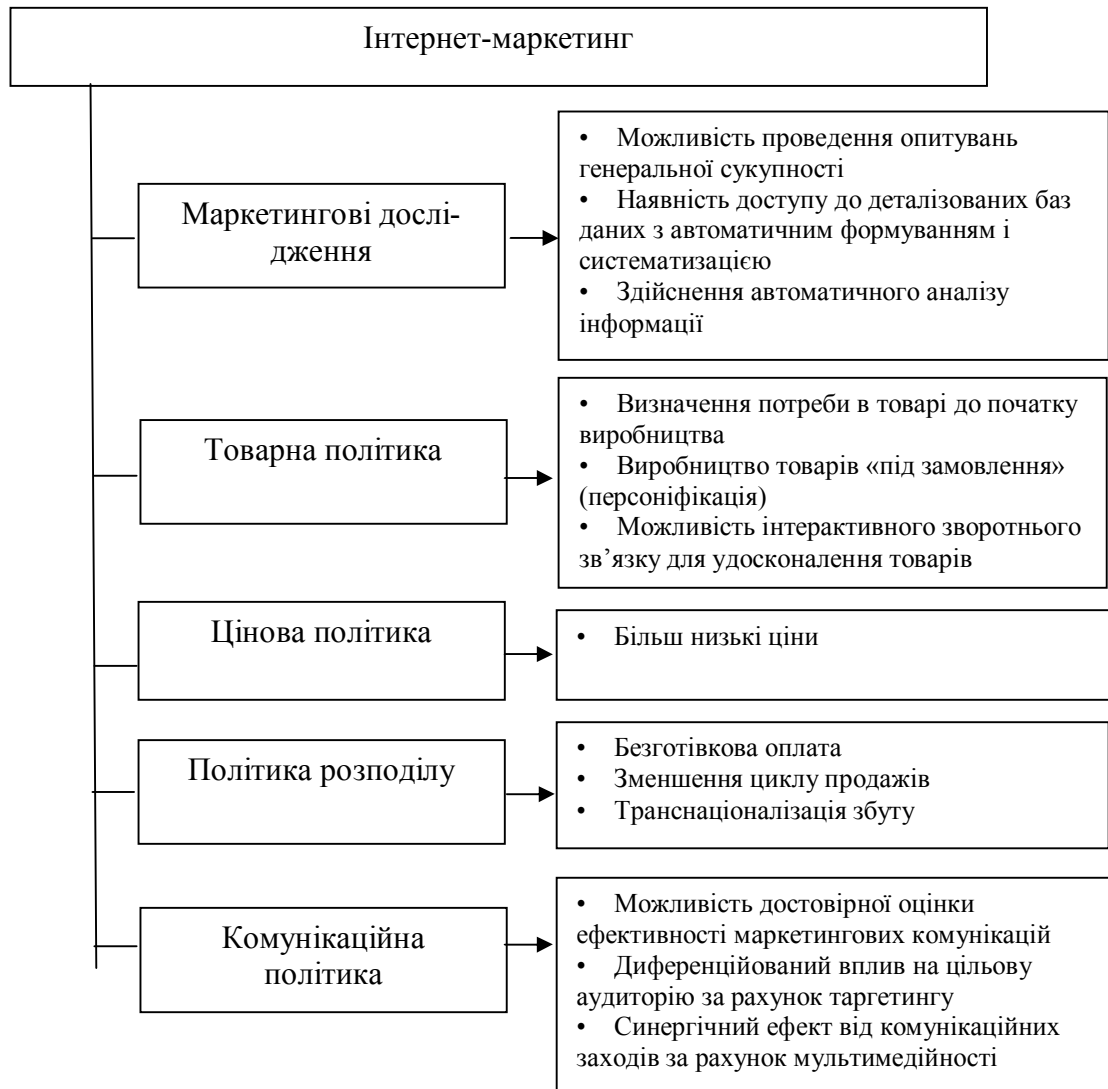 Інтернет-маркетинг
Маркетингові дослі-
дження
• Можливість проведення опитувань
генеральної сукупності
• Наявність доступу до деталізованих баз
даних з автоматичним формуванням і
систематизацією
• Здійснення автоматичного аналізу
інформації
Товарна політика
• Визначення потреби в товарі до початку
виробництва
• Виробництво товарів «під замовлення»
(персоніфікація)
• Можливість інтерактивного зворотнього
зв’язку для удосконалення товарів
Цінова політика
• Більш низькі ціни
Політика розподілу
• Безготівкова оплата
• Зменшення циклу продажів
• Транснаціоналізація збуту
Комунікаційна
політика
• Можливість достовірної оцінки
ефективності маркетингових комунікацій
• Диференційований вплив на цільову
аудиторію за рахунок таргетингу
• Синергічний ефект від комунікаційних
заходів за рахунок мультимедійності